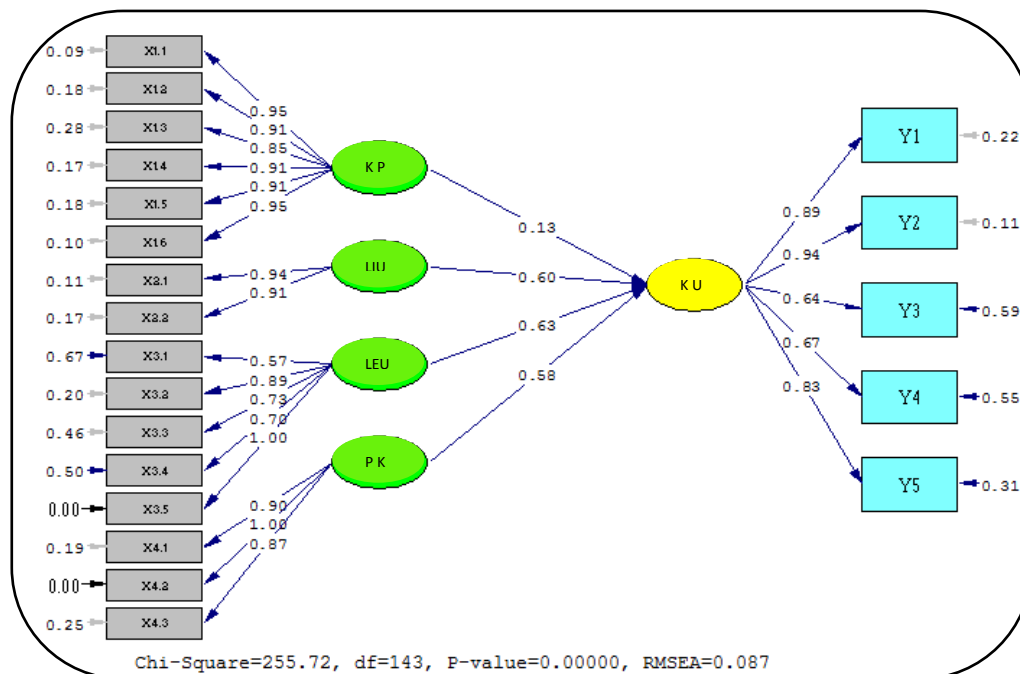 0.09 X1.1
0.18 X1.2
0.28 X1.3
0.17 X1.4
0.18 X1.5
0.10 X1.6
0.11 X2.1
0.17 X2.2
0.67 X3.1
0.20 X3.2
0.46 X3.3
0.50 X3.4
0.00 X3.5
0.19 X4.1
0.00 X4.2
0.25 X4.3
0.95
0.91
0.85
0.91
0.91
0.95
0.94
0.91
0.57
0.89
0.73
0.70
1.00
0.90
1.00
0.87
K P
LIU
LEU
P K
0.13
0.60
0.63
0.58
K U
0.89
0.94
0.64
0.67
0.83
Y1 0.22
Y2 0.11
Y3 0.59
Y4 0.55
Y5 0.31
Chi-Square=255.72, df=143, P-value=0.00000, RMSEA=0.087